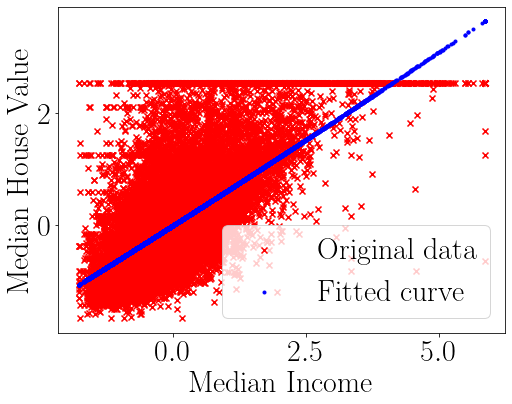 Median House Value
2
0
Original data
Fitted curve
0.0 2.5 5.0
Median Income